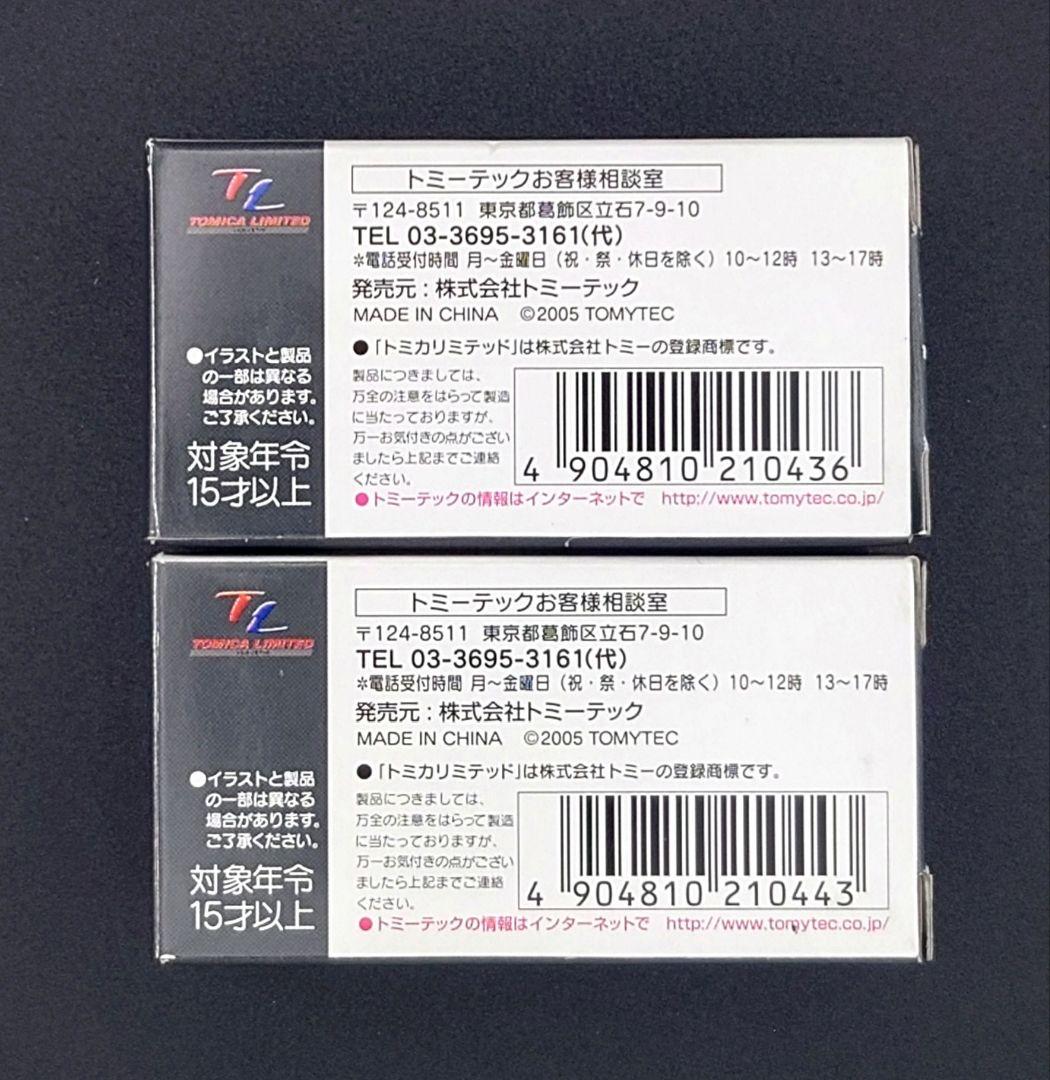 TL
TOMICA LIMITED
●イラストと製品
の一部は異なる
場合があります。
ご了承ください。
対象年令
15才以上
トミーテックお客様相談室
〒124-8511 東京都葛飾区立石7-9-10
TEL 03-3695-3161(代)
*電話受付時間 月〜金曜日（祝・祭・休日を除く）10〜12時 13〜17時
発売元：株式会社トミーテック
MADE IN CHINA ©2005 TOMYTEC
●「トミカリミテッド」は株式会社トミーの登録商標です。
製品につきましては、
万全の注意をはらって製造
に当たっておりますが、
万一お気付きの点がござい
ましたら上記までご連絡
ください。
4 904810 210436
●トミーテックの情報はインターネットで http://www.tomytec.co.jp/
TL
TOMICA LIMITED
●イラストと製品
の一部は異なる
場合があります。
ご了承ください。
対象年令
15才以上
トミーテックお客様相談室
〒124-8511 東京都葛飾区立石7-9-10
TEL 03-3695-3161(代)
*電話受付時間 月〜金曜日（祝・祭・休日を除く）10〜12時 13〜17時
発売元：株式会社トミーテック
MADE IN CHINA ©2005 TOMYTEC
●「トミカリミテッド」は株式会社トミーの登録商標です。
製品につきましては、
万全の注意をはらって製造
に当たっておりますが、
万一お気付きの点がござい
ましたら上記までご連絡
ください。
4 904810 210443
●トミーテックの情報はインターネットで http://www.tomytec.co.jp/